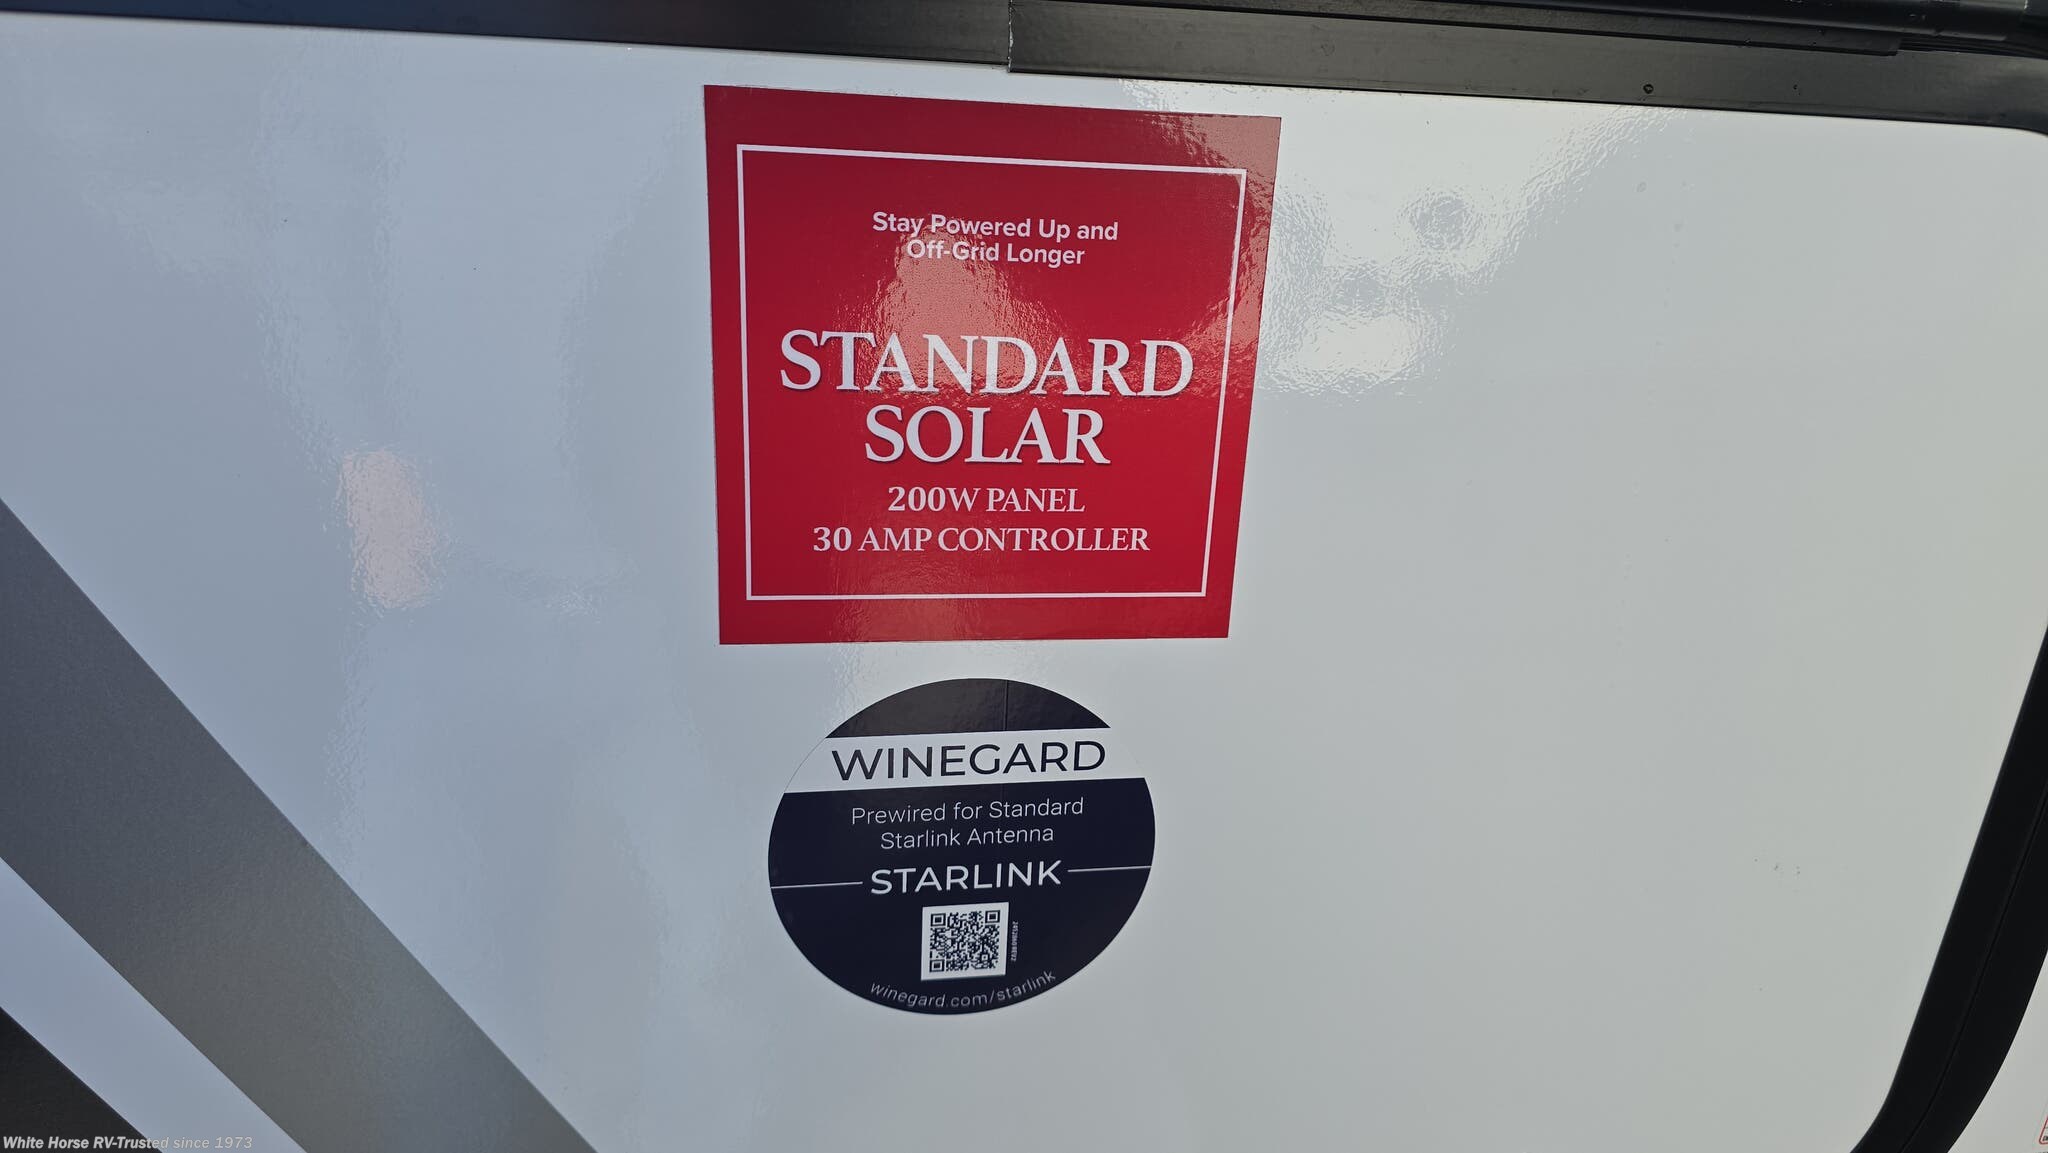 Stay Powered Up and
Off-Grid Longer
STANDARD
SOLAR
200W PANEL
30 AMP CONTROLLER
WINEGARD
Prewired for Standard
Starlink Antenna
STARLINK
winegard.com/starlink
White Horse RV-Trusted since 1973